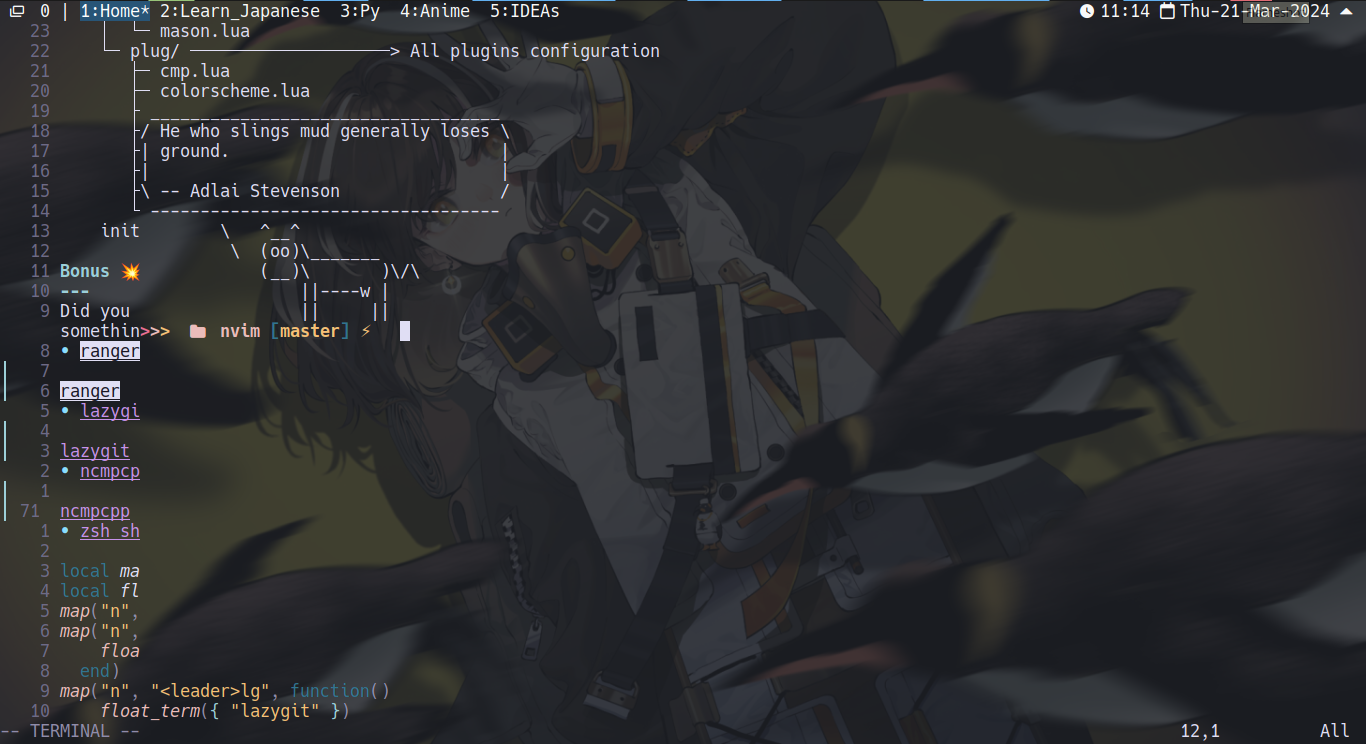 0 | 1:Home* 2:Learn_Japanese 3:Py 4:Anime 5:IDEAs 11:14 Thu-21-Mar-2024
23 mason.lua
22 plug/ ────────────────────> All plugins configuration
21 cmp.lua
20 colorscheme.lua
19 ___________________________________
18 / He who slings mud generally loses \
17 | ground. |
16 | |
15 \ -- Adlai Stevenson /
14 -----------------------------------
13 init \ ^__^
12 \ (oo)\_______
11 Bonus 💥 (__)\ )\/\
10 --- ||----w |
9 Did you || ||
somethin>>> nvim [master] ⚡
8 • ranger
7
6 ranger
5 • lazygi
4
3 lazygit
2 • ncmpcp
1
71 ncmpcpp
1 • zsh sh
2
3 local ma
4 local fl
5 map("n",
6 map("n",
7 floa
8 end)
9 map("n", "<leader>lg", function()
10 float_term({ "lazygit" })
-- TERMINAL -- 12,1 All